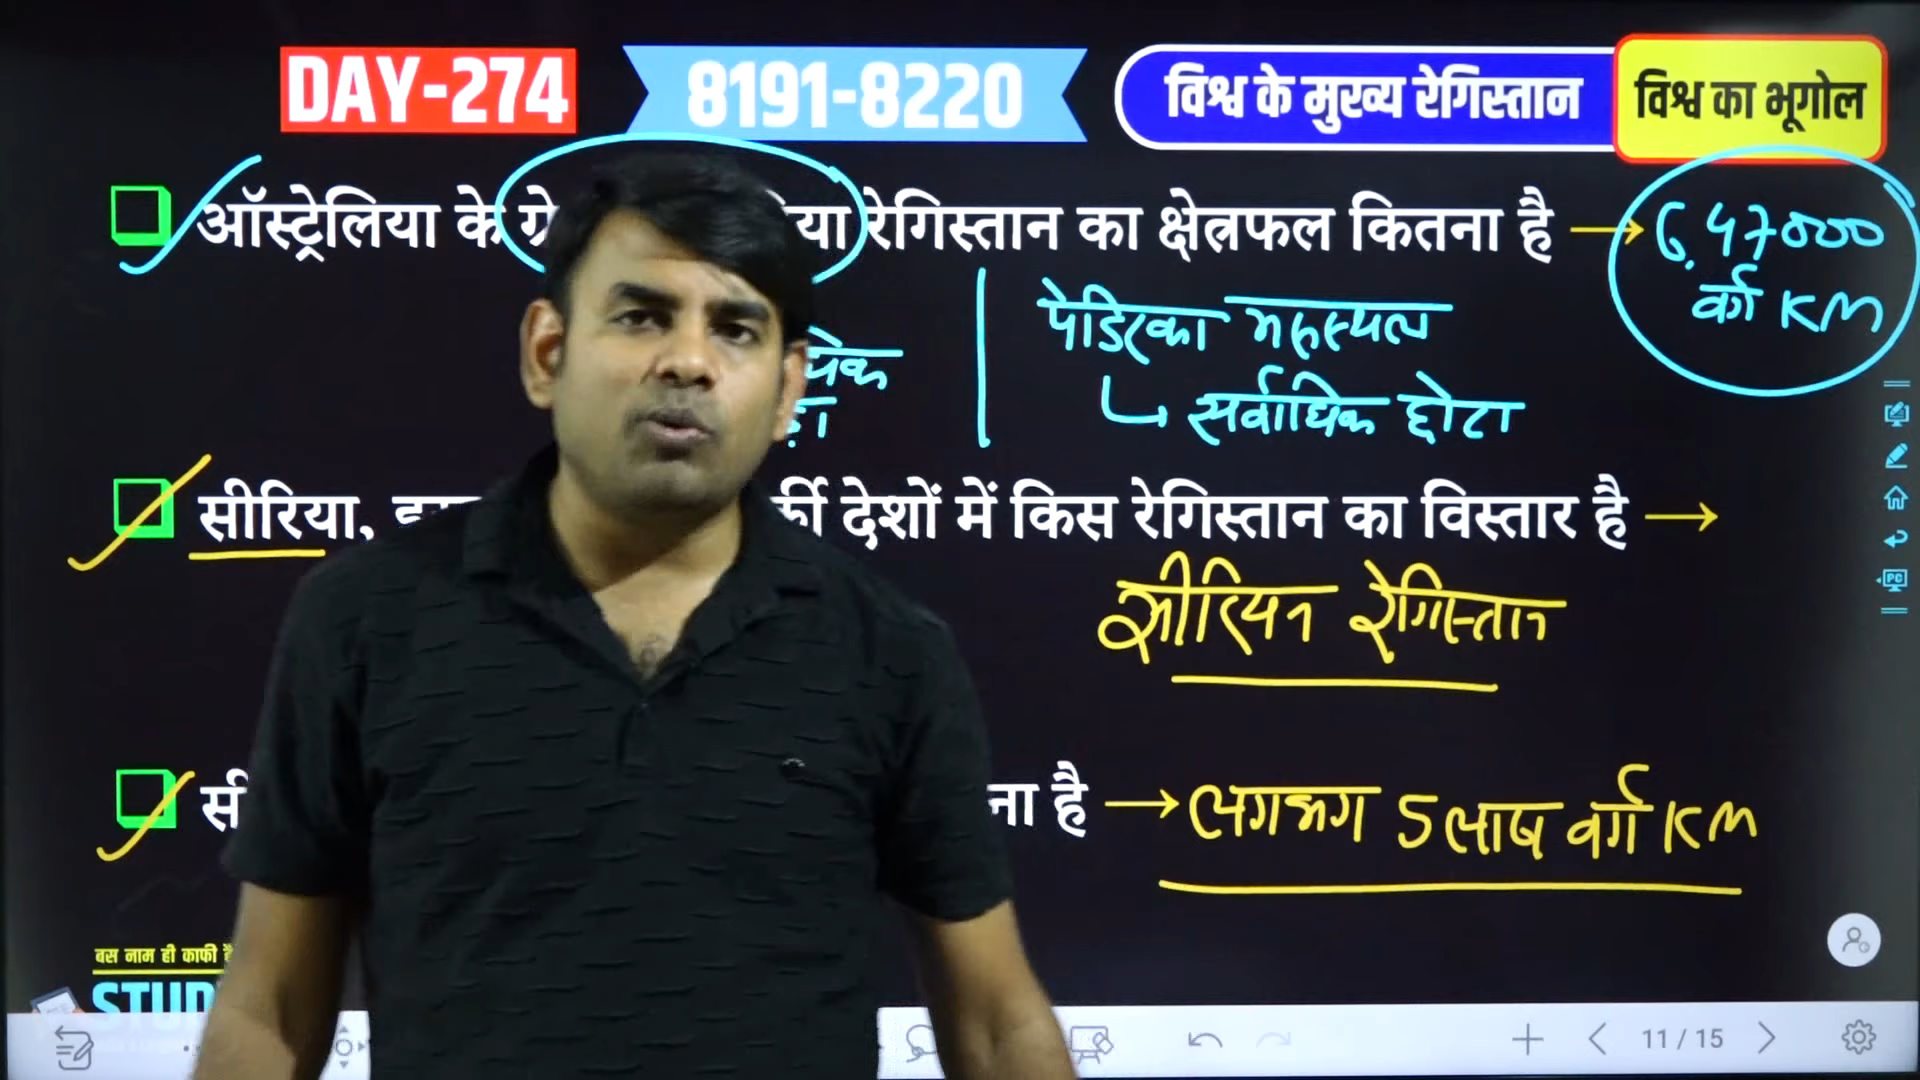 DAY-274 8191-8220 विश्व के मुख्य रेगिस्तान विश्व का भूगोल
ऑस्ट्रेलिया के ग्रे या रेगिस्तान का क्षेत्रफल कितना है → 6,47000
वर्ग KM
पेडिस्का मरुस्थल
सर्वाधिक छोटा
सीरिया, देशों में किस रेगिस्तान का विस्तार है →
सीरियन रेगिस्तान
ना है → लगभग 5 लाख वर्ग KM
बस नाम ही काफी है
STUD
11 / 15